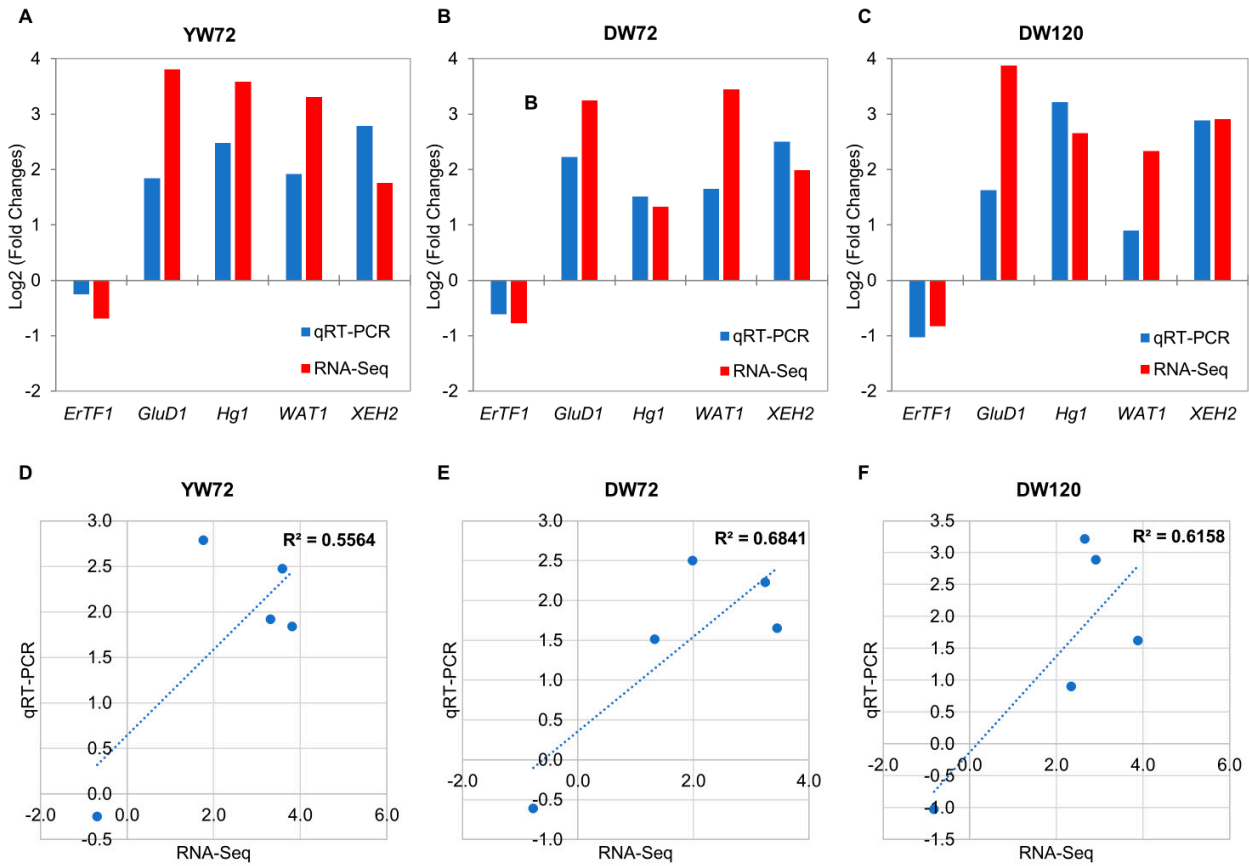 A
YW72
Log2 (Fold Changes)
4
3
2
1
0
-1
-2
qRT-PCR
RNA-Seq
ErTF1 GluD1 Hg1 WAT1 XEH2
B
DW72
B
Log2 (Fold Changes)
4
3
2
1
0
-1
-2
qRT-PCR
RNA-Seq
ErTF1 GluD1 Hg1 WAT1 XEH2
C
DW120
Log2 (Fold Changes)
4
3
2
1
0
-1
-2
qRT-PCR
RNA-Seq
ErTF1 GluD1 Hg1 WAT1 XEH2
D
YW72
R² = 0.5564
qRT-PCR
3.0
2.5
2.0
1.5
1.0
0.5
0.0
-0.5
-2.0 0.0 2.0 4.0 6.0
RNA-Seq
E
DW72
R² = 0.6841
qRT-PCR
3.0
2.5
2.0
1.5
1.0
0.5
0.0
-0.5
-1.0
-2.0 0.0 2.0 4.0
RNA-Seq
F
DW120
R² = 0.6158
qRT-PCR
3.5
3.0
2.5
2.0
1.5
1.0
0.5
0.0
-0.5
-1.0
-1.5
-2.0 0.0 2.0 4.0 6.0
RNA-Seq